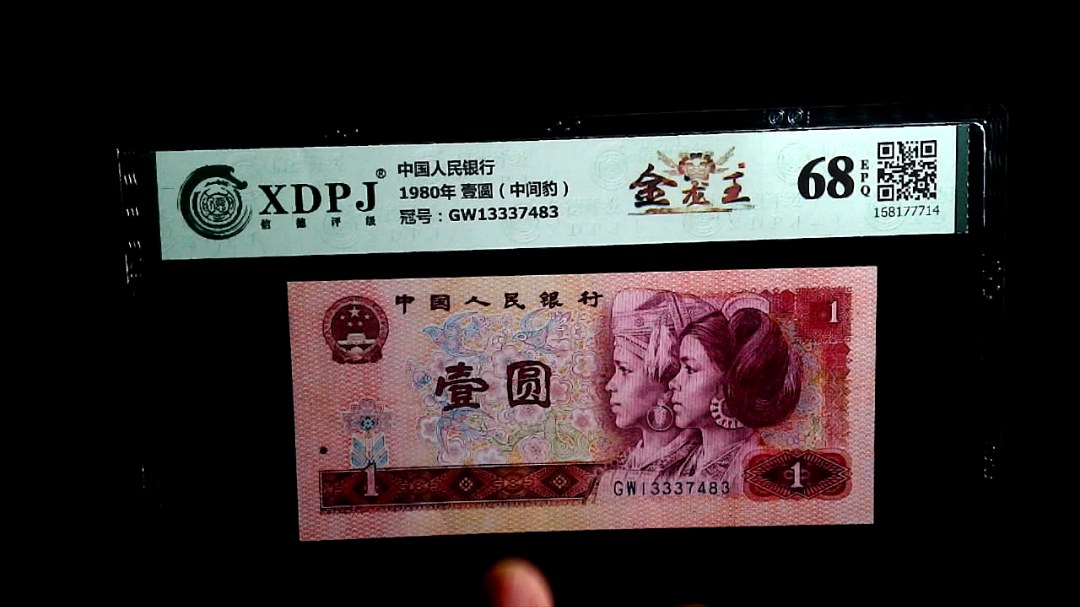 XDPJ®
信德评级
中国人民银行
1980年 壹圆（中间豹）
冠号：GW13337483
金龙王
68 EPQ
158177714
中国人民银行
1
壹圆
1
GW13337483
1